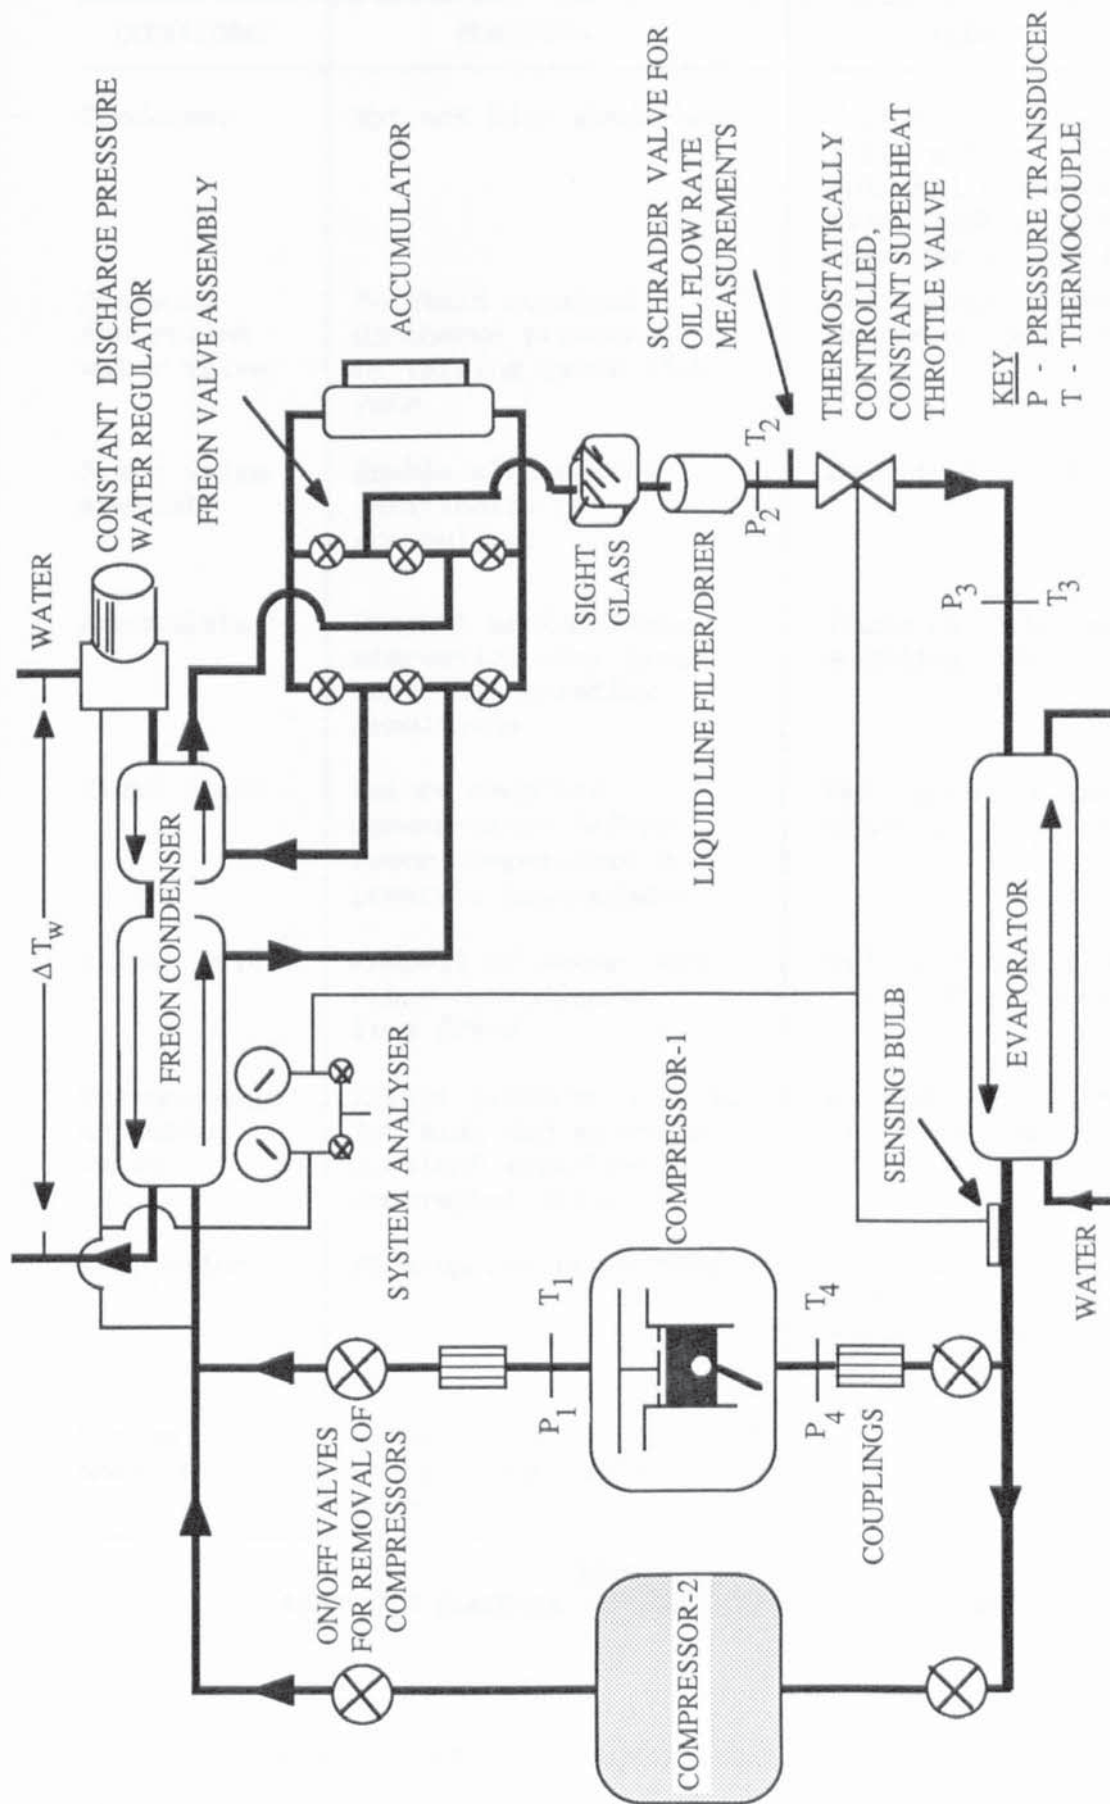 WATER
CONSTANT DISCHARGE PRESSURE
WATER REGULATOR
FREON VALVE ASSEMBLY
ACCUMULATOR
SCHRADER VALVE FOR
OIL FLOW RATE
MEASUREMENTS
THERMOSTATICALLY
CONTROLLED,
CONSTANT SUPERHEAT
THROTTLE VALVE
KEY
P - PRESSURE TRANSDUCER
T - THERMOCOUPLE
Δ T_w
FREON CONDENSER
SIGHT
GLASS
LIQUID LINE FILTER/DRIER
P_2 T_2
P_3 T_3
SYSTEM ANALYSER
COMPRESSOR-1
SENSING BULB
EVAPORATOR
WATER
P_1 T_1
P_4 T_4
COUPLINGS
ON/OFF VALVES
FOR REMOVAL OF
COMPRESSORS
COMPRESSOR-2